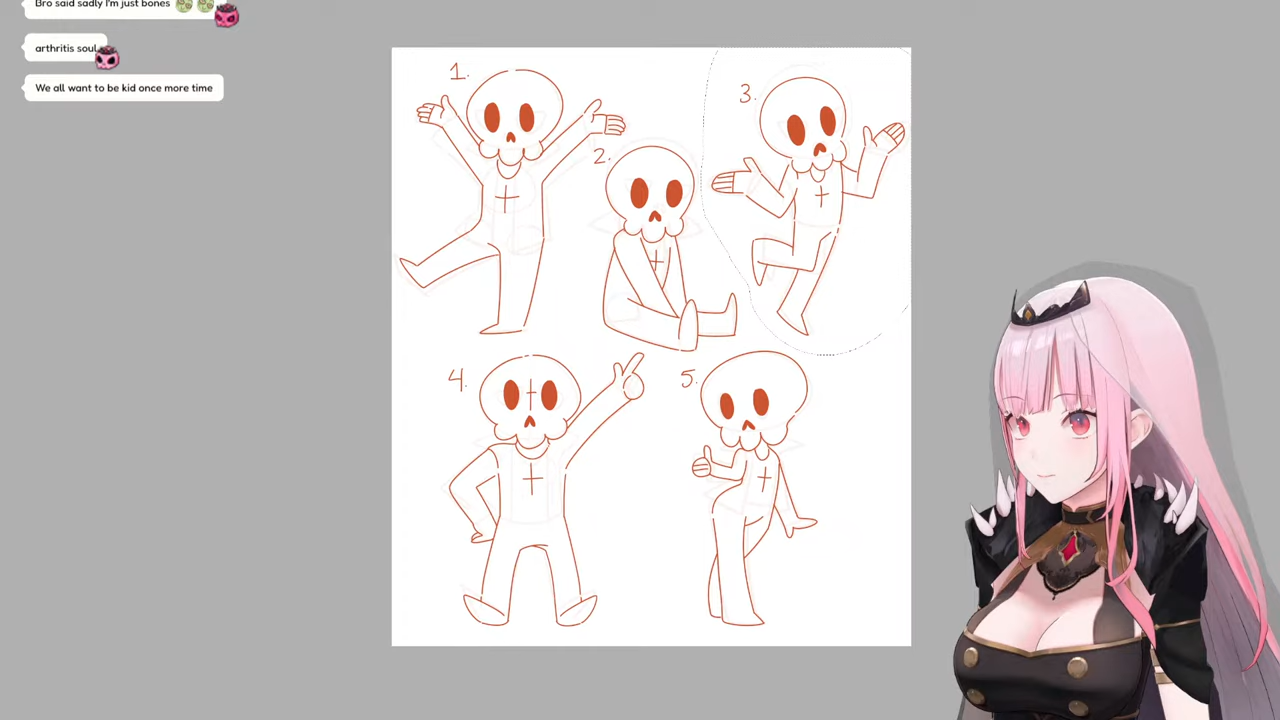 Bro said sadly I'm just bones
arthritis soul
We all want to be kid once more time
1.
2.
3.
4.
5.